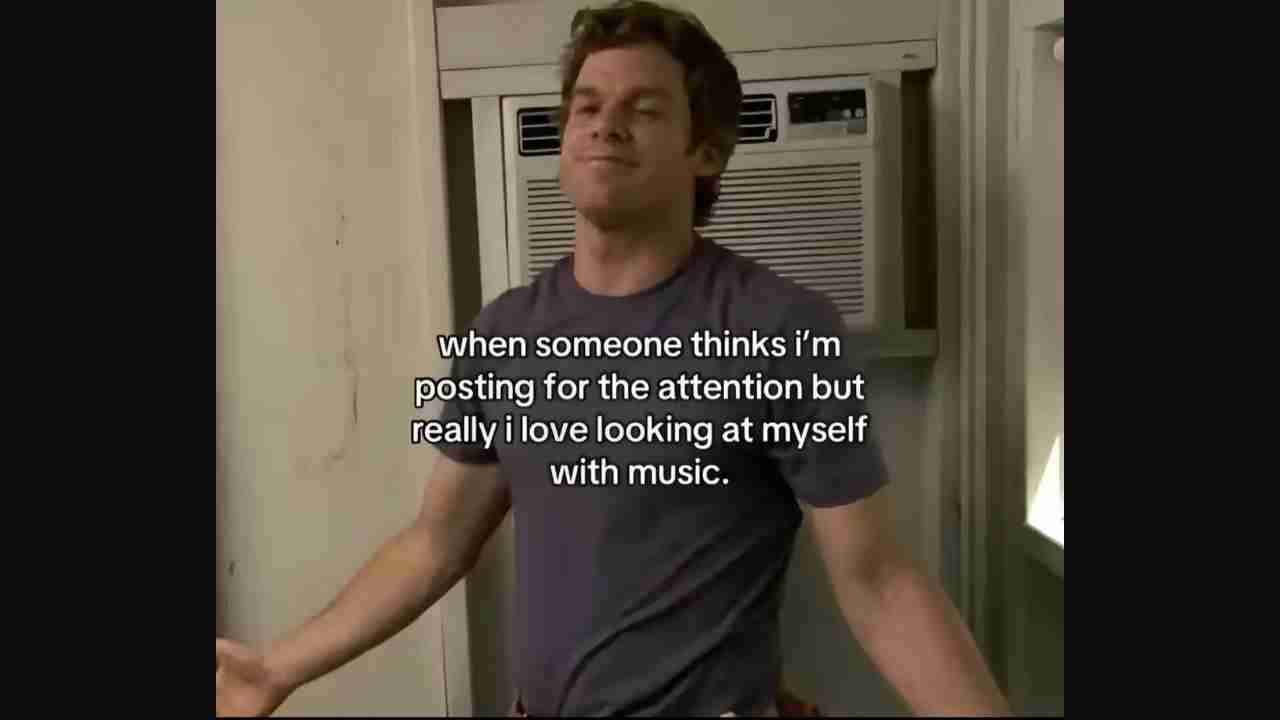 when someone thinks i’m
posting for the attention but
really i love looking at myself
with music.